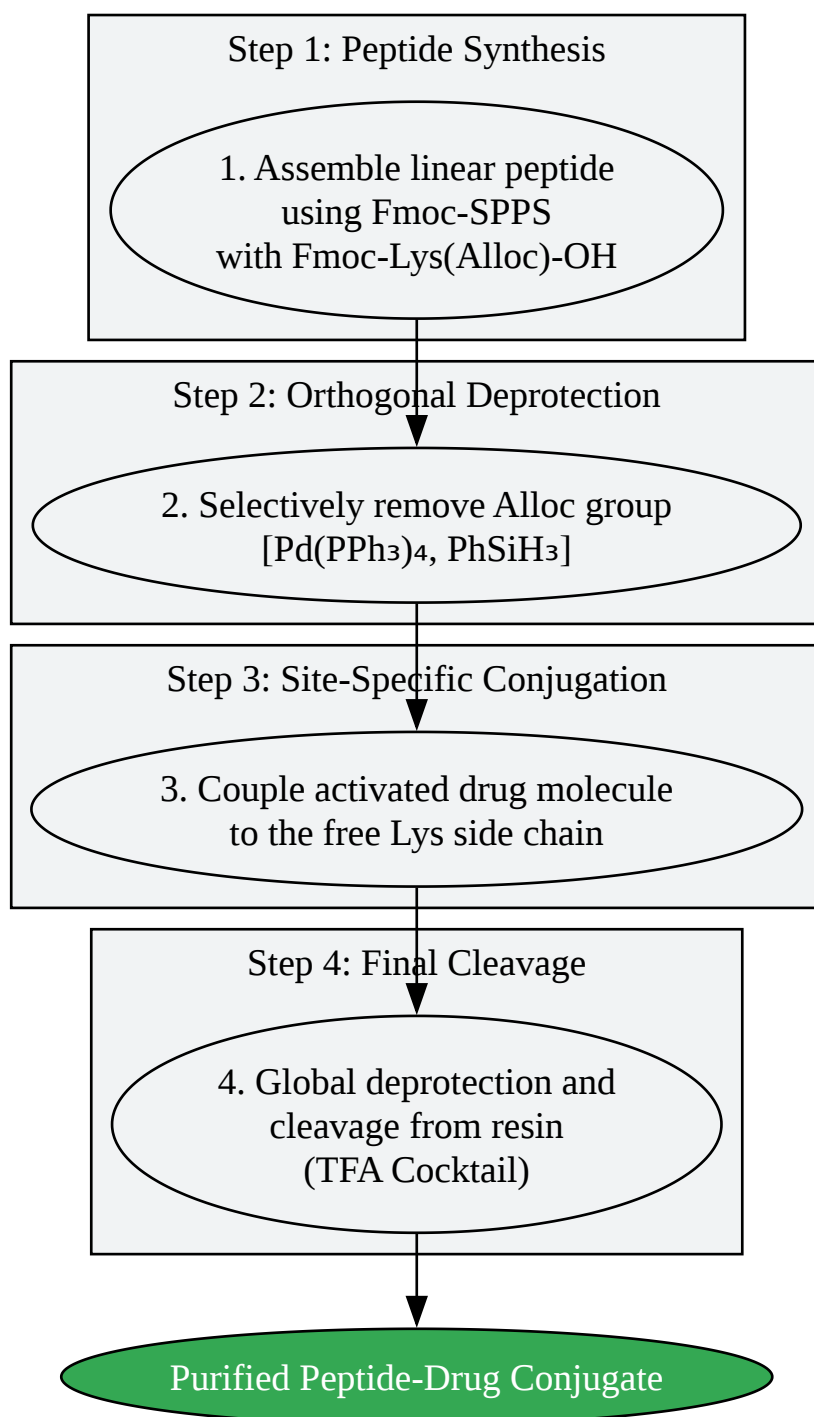 Step 1: Peptide Synthesis
1. Assemble linear peptide
using Fmoc-SPPS
with Fmoc-Lys(Alloc)-OH
Step 2: Orthogonal Deprotection
2. Selectively remove Alloc group
[Pd(PPh₃)₄, PhSiH₃]
Step 3: Site-Specific Conjugation
3. Couple activated drug molecule
to the free Lys side chain
Step 4: Final Cleavage
4. Global deprotection and
cleavage from resin
(TFA Cocktail)
Purified Peptide-Drug Conjugate